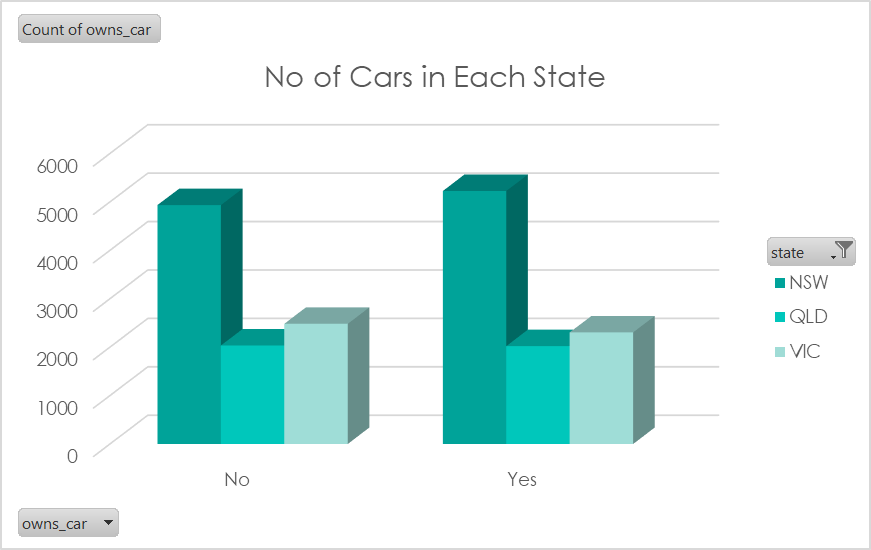 Count of owns_car
No of Cars in Each State
6000
5000
4000
3000
2000
1000
0
No
Yes
state
NSW
QLD
VIC
owns_car